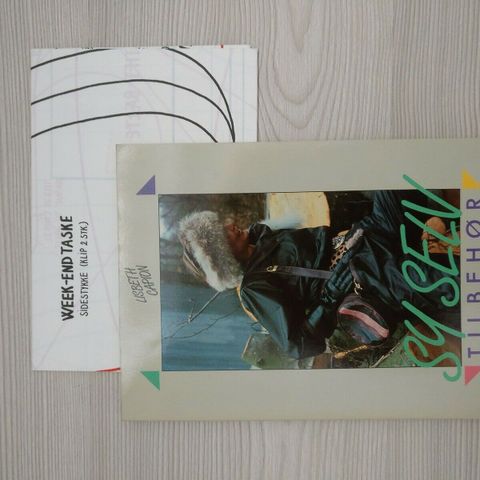 WEEK-END TASKE
SIDESTYKKE (KLIP 2 STK.)
LISBETH
CAPION
SY SELV
TILBEHØR